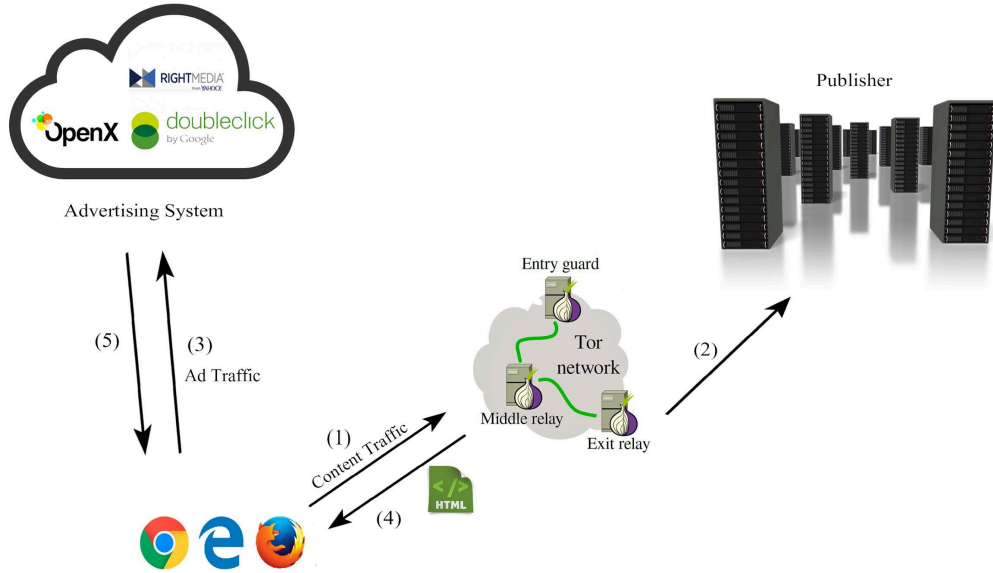 RIGHTMEDIA
from YAHOO!
OpenX
doubleclick
by Google
Advertising System
Publisher
Entry guard
Tor
network
Middle relay
Exit relay
(5)
(3)
Ad Traffic
(2)
(1)
Content Traffic
(4)
</>
HTML